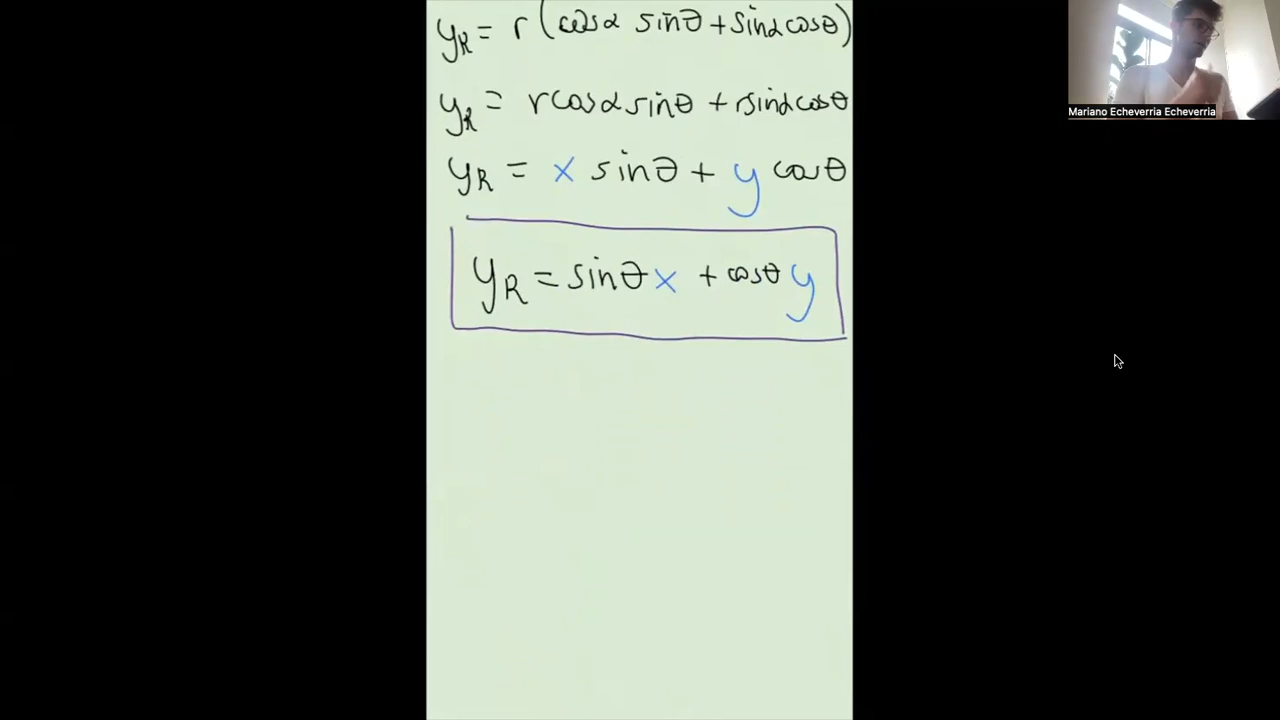 y_R = r (cosα sinθ + sinα cosθ)
y_R = r cosα sinθ + r sinα cosθ
y_R = x sinθ + y cosθ
y_R = sinθ x + cosθ y
Mariano Echeverria Echeverria